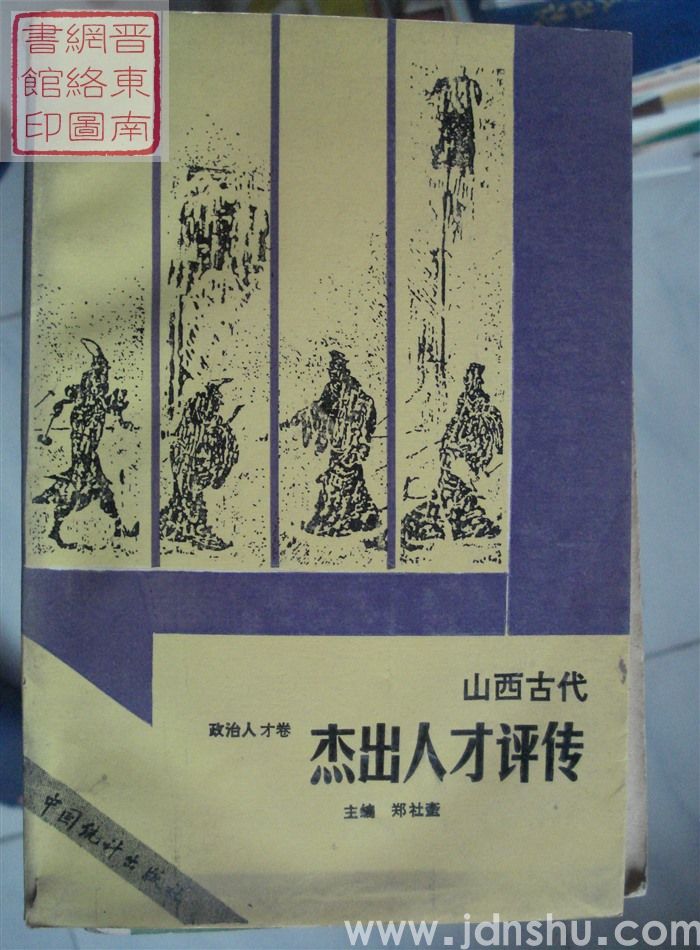 晋東南
網絡圖
書館印
山西古代
政治人才卷
杰出人才评传
主编 郑社奎
中国统计出版社
www.jdnshu.com